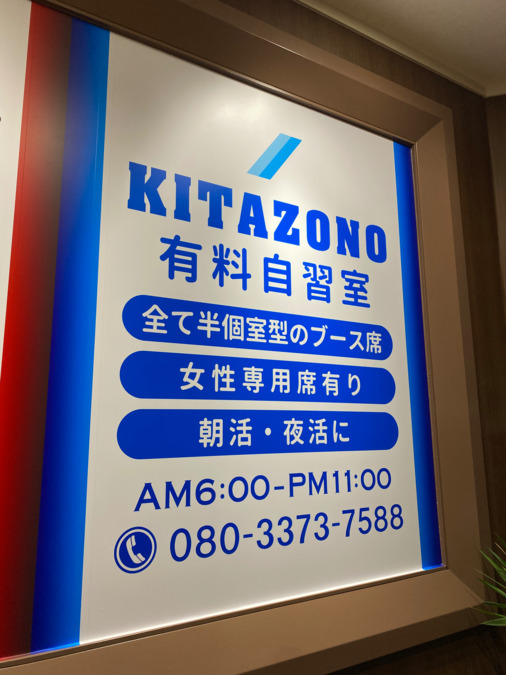 KITAZONO
有料自習室
全て半個室型のブース席
女性専用席有り
朝活・夜活に
AM6:00-PM11:00
080-3373-7588